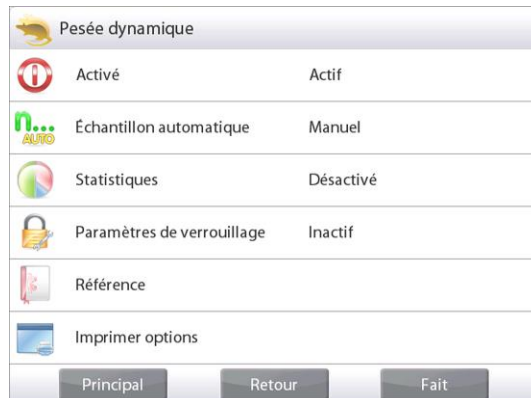 Pesée dynamique
Activé Actif
n...
AUTO
Échantillon automatique Manuel
Statistiques Désactivé
Paramètres de verrouillage Inactif
Référence
Imprimer options
Principal Retour Fait